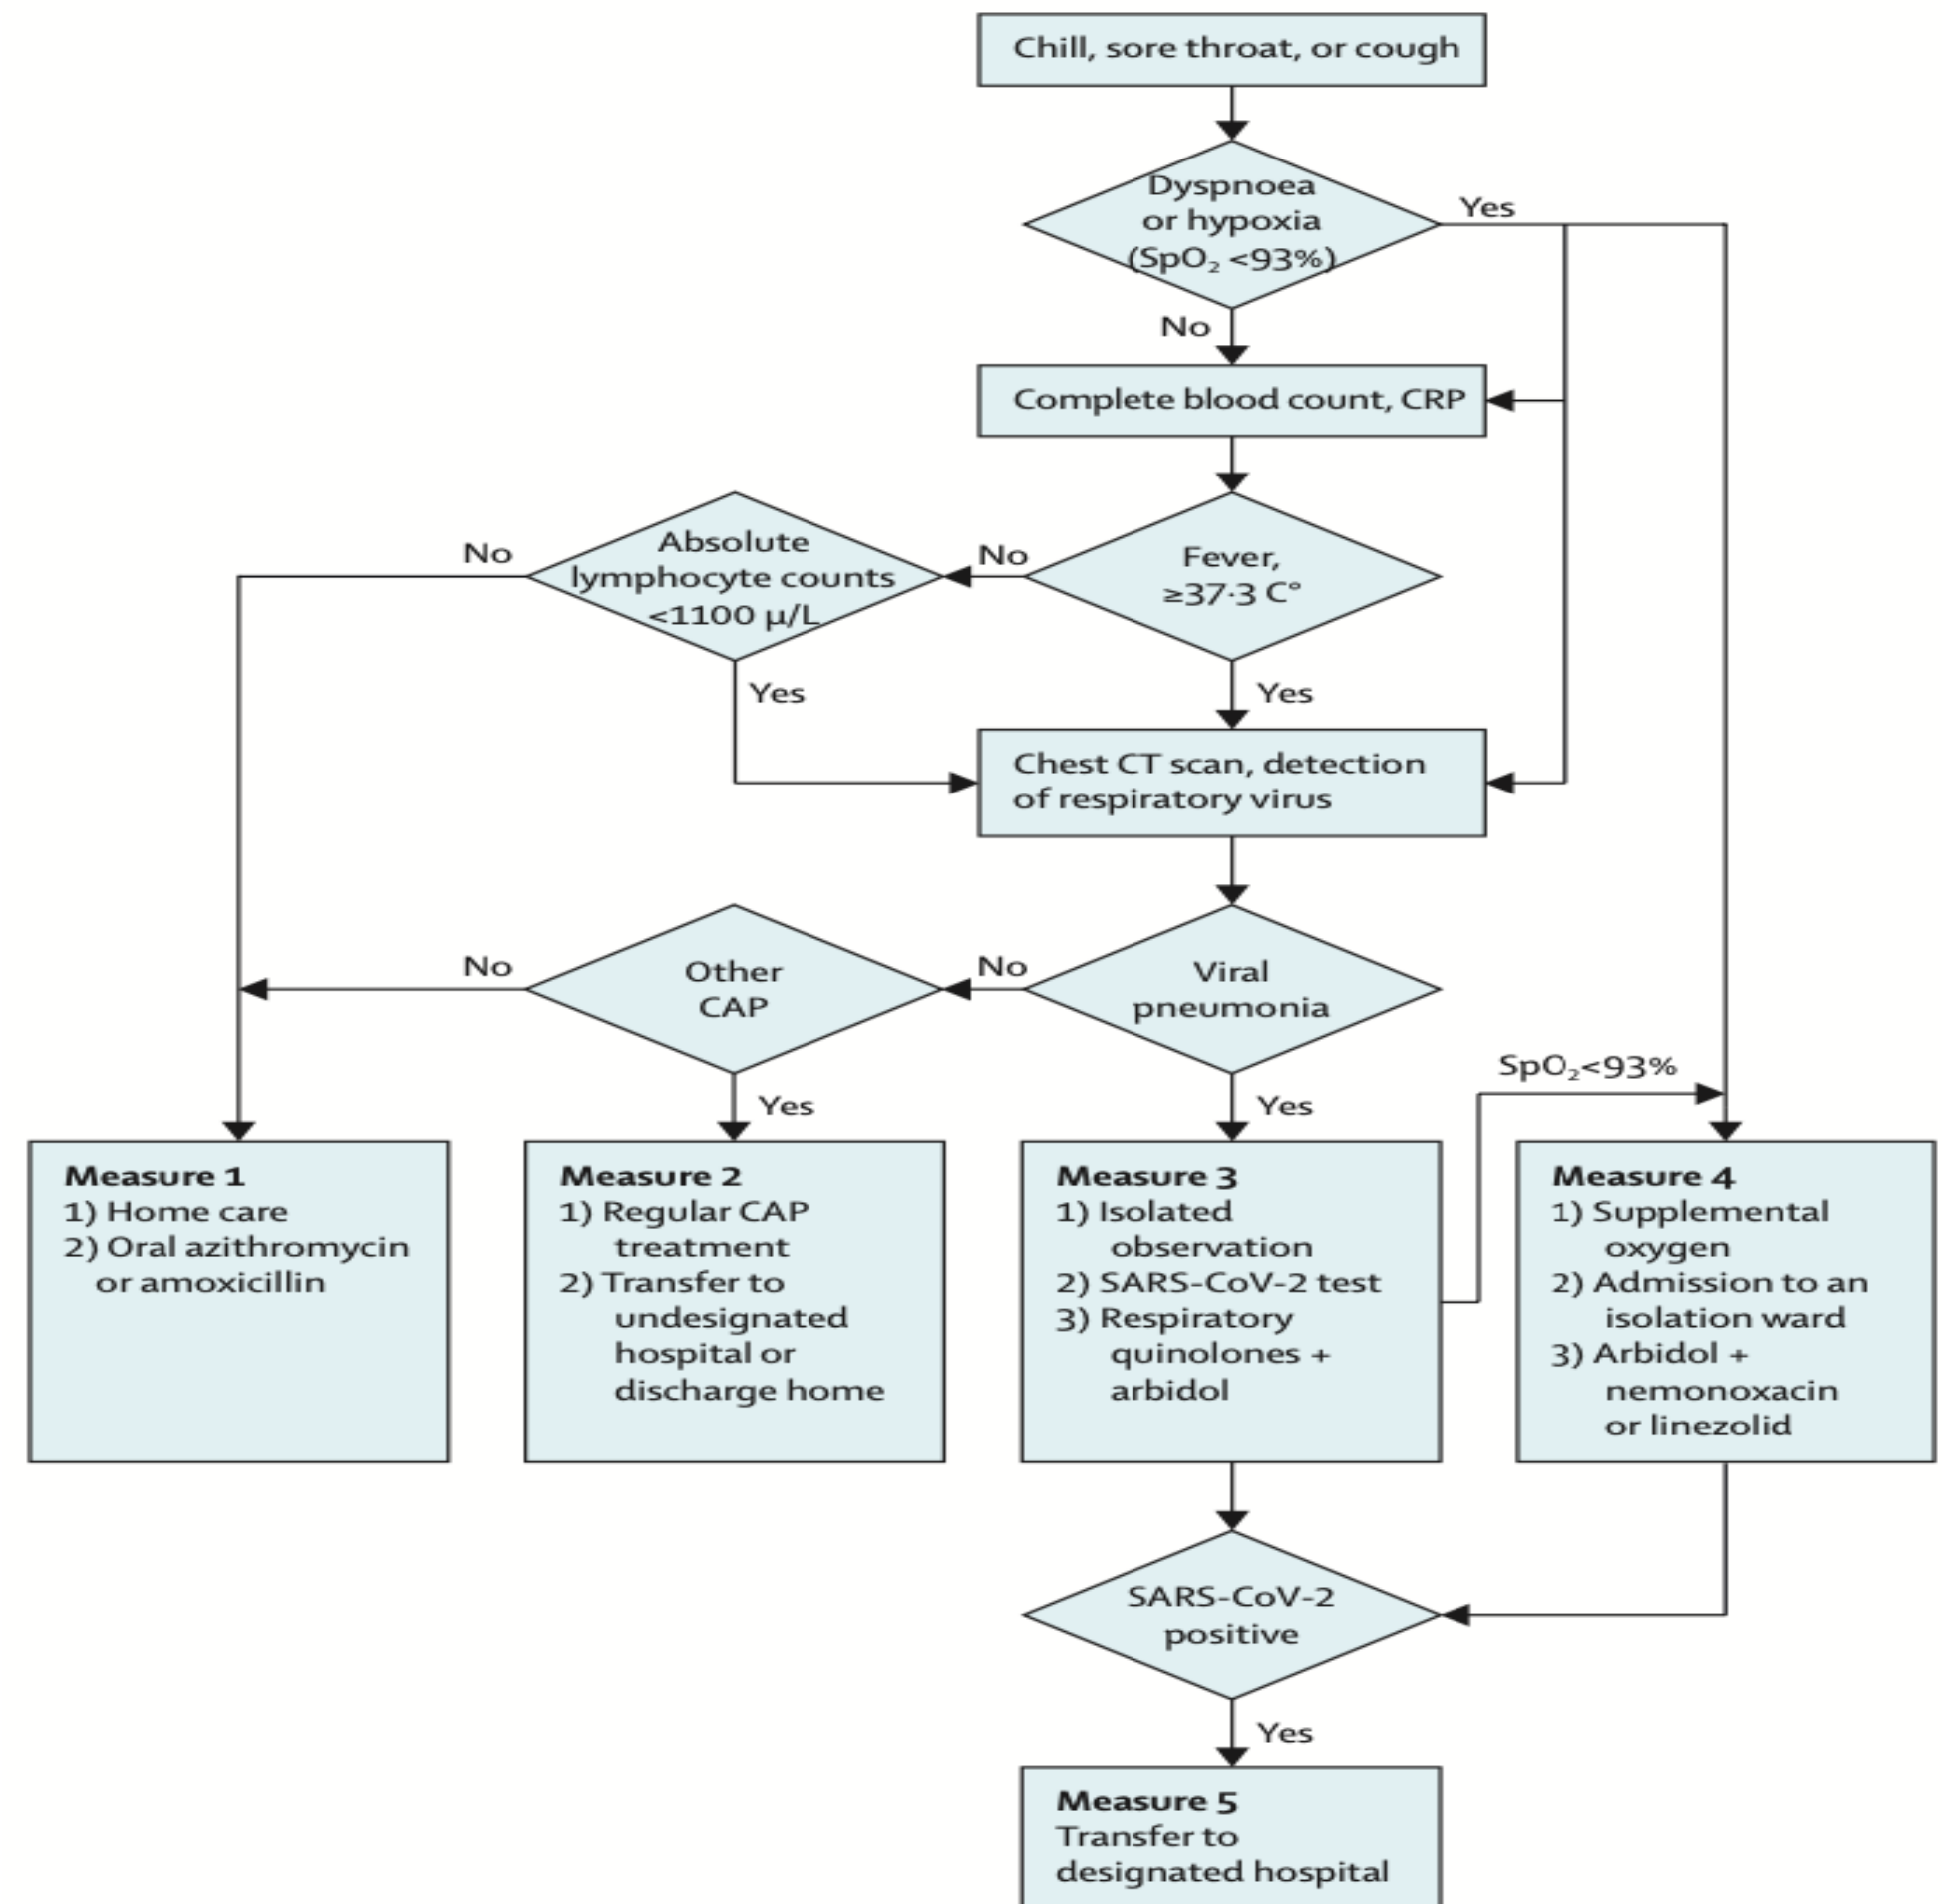 Chill, sore throat, or cough
Dyspnoea
or hypoxia
(SpO₂ <93%)
Yes
No
Complete blood count, CRP
Absolute
lymphocyte counts
<1100 µ/L
No
No
Fever,
≥37·3 C°
Yes
Yes
Chest CT scan, detection
of respiratory virus
No
Other
CAP
No
Viral
pneumonia
Yes
Yes
SpO₂<93%
Measure 1
1) Home care
2) Oral azithromycin
or amoxicillin
Measure 2
1) Regular CAP
treatment
2) Transfer to
undesignated
hospital or
discharge home
Measure 3
1) Isolated
observation
2) SARS-CoV-2 test
3) Respiratory
quinolones +
arbidol
Measure 4
1) Supplemental
oxygen
2) Admission to an
isolation ward
3) Arbidol +
nemonoxacin
or linezolid
SARS-CoV-2
positive
Yes
Measure 5
Transfer to
designated hospital